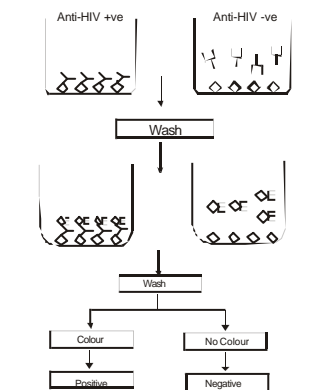 Anti-HIV +ve
Anti-HIV -ve
Wash
E E E E
E
E E
E
Wash
Colour
No Colour
Positive
Negative